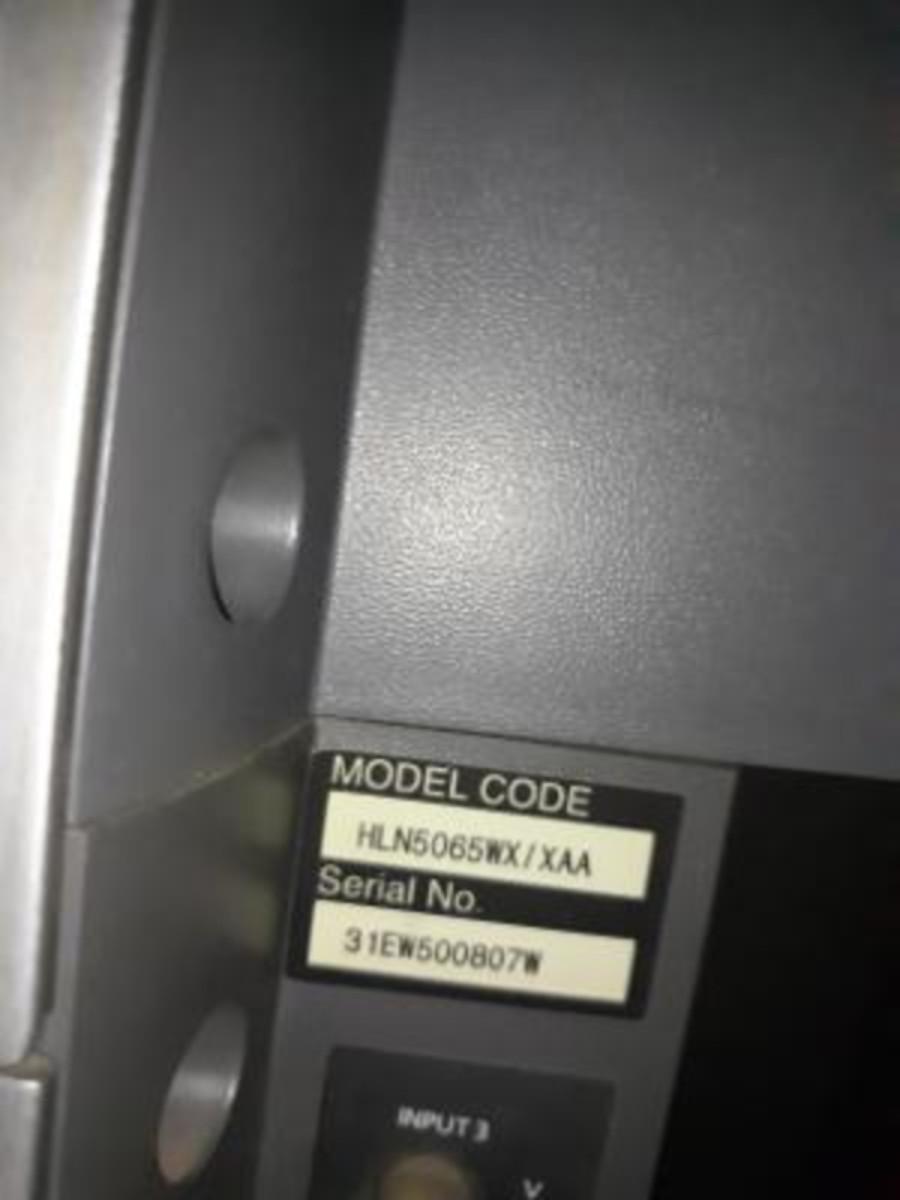 MODEL CODE
HLN5065WX/XAA
Serial No.
31EW500807W
INPUT 3
V